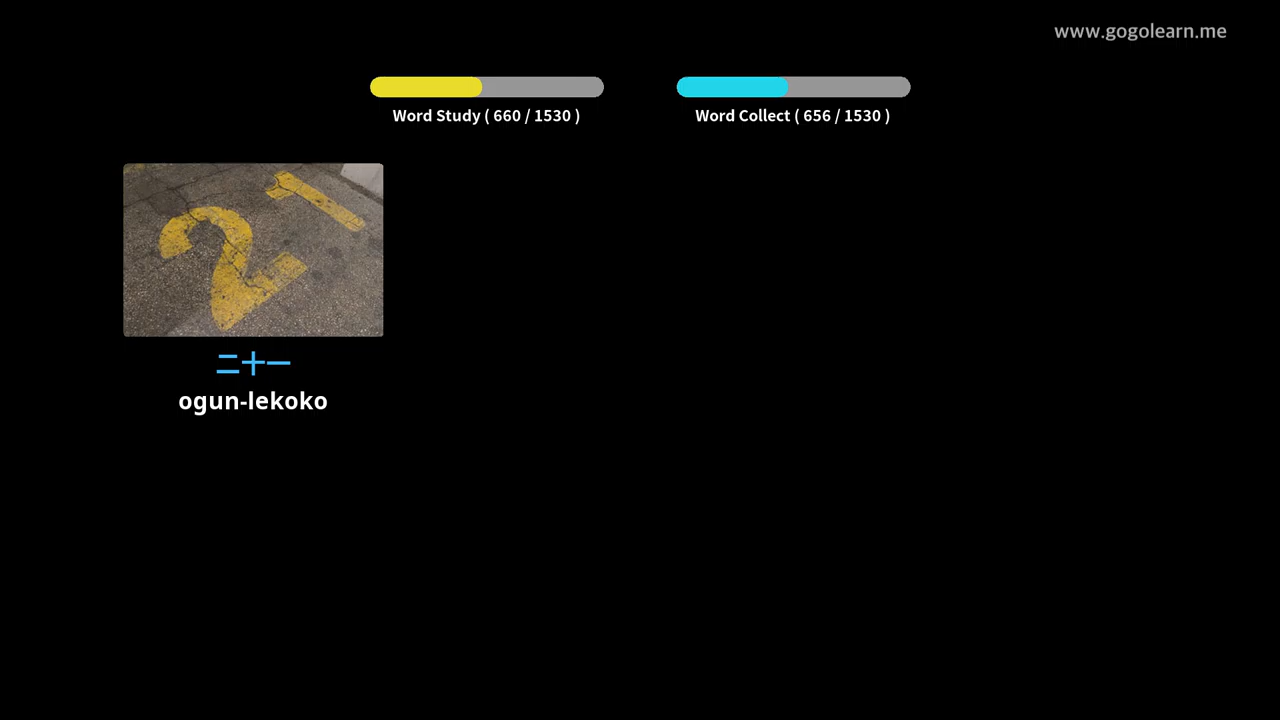 www.gogolearn.me
Word Study ( 660 / 1530 )
Word Collect ( 656 / 1530 )
21
二十一
ogun-lekoko